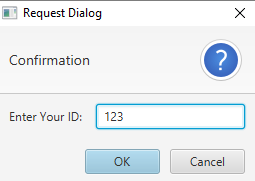 Request Dialog
Confirmation
?
Enter Your ID: 123
OK Cancel